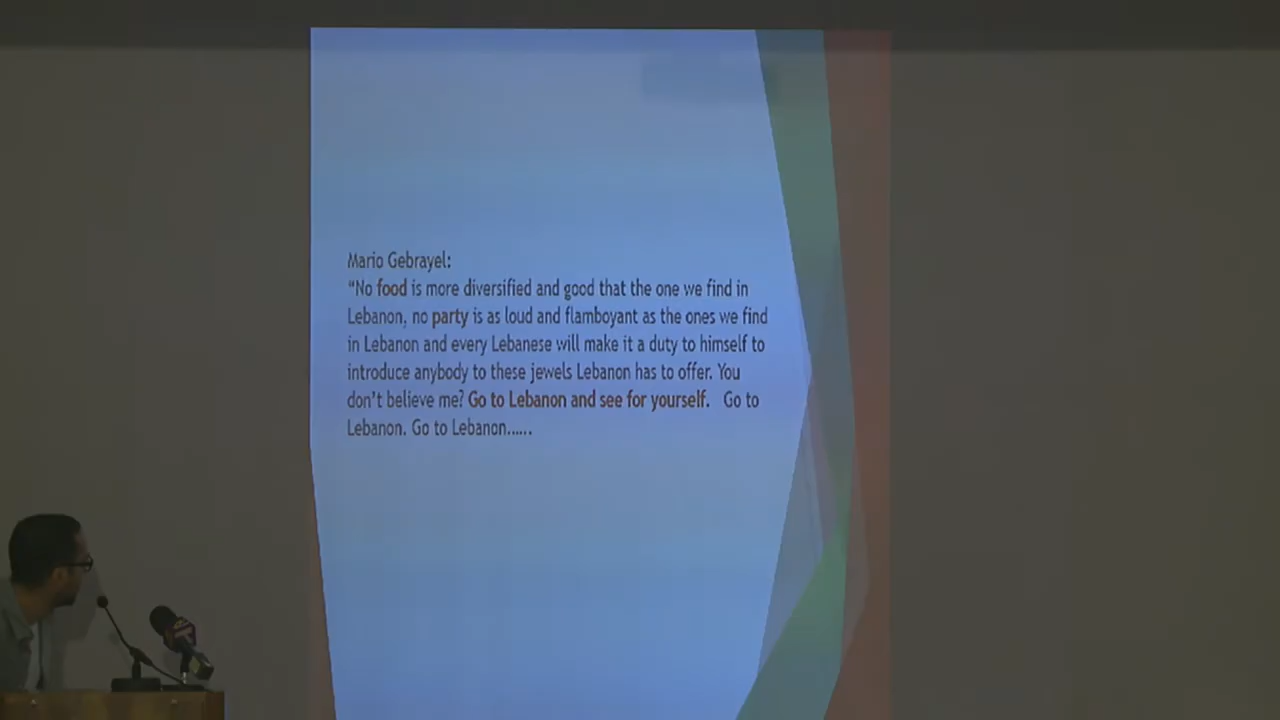 Mario Gebrayel:
“No food is more diversified and good that the one we find in
Lebanon, no party is as loud and flamboyant as the ones we find
in Lebanon and every Lebanese will make it a duty to himself to
introduce anybody to these jewels Lebanon has to offer. You
don’t believe me? Go to Lebanon and see for yourself. Go to
Lebanon. Go to Lebanon......